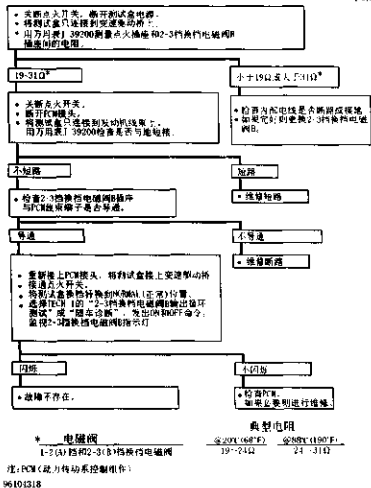 • 关断点火开关，断开测试盒电源。
• 将测试盒只连接到变速驱动桥上。
• 用万用表J 39200测量点火插座和2-3档换档电磁阀B
插座间的电阻。
19-31Ω*
小于19Ω或大于31Ω*
• 关断点火开关。
• 断开PCM接头。
• 将测试盒只连接到发动机线束上。
用万用表J 39200检查是否与地短接。
• 检查内部电线是否断路或接地
• 如果完好则更换2-3档换档电磁
阀B。
不短路
短路
• 检查2-3档换档电磁阀B插座
与PCM线束端子是否导通。
• 维修短路
导通
不导通
• 维修断路
• 重新接上PCM接头，将测试盒接上变速驱动桥
• 接通点火开关。
• 将测试盒换档转换到NORMAL(正常)位置。
• 选择TECH 1的“2-3档换档电磁阀B输出循环
测试”或“随车诊断”，发出ON和OFF命令，
监视2-3档换档电磁阀B指示灯
闪烁
不闪烁
• 故障不存在。
• 检查PCM。
如果必要则进行维修。
典型电阻
* 电磁阀 @20℃(68°F) @88℃(190°F)
1-2(A)档和2-3(B)档换档电磁阀 19-24Ω 24-31Ω
注：PCM(动力传动系控制组件)
96104318